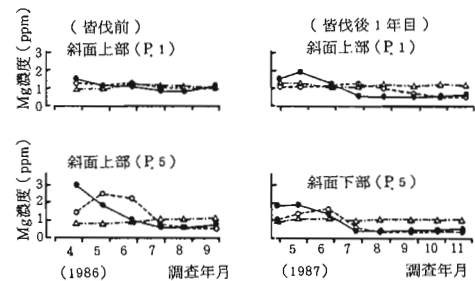 (皆伐前)
斜面上部(P.1)
Mg濃度(ppm)
3
2
1
0
(皆伐後1年目)
斜面上部(P.1)
3
2
1
0
斜面上部(P.5)
Mg濃度(ppm)
3
2
1
0
4 5 6 7 8 9
(1986) 調査年月
斜面下部(P.5)
3
2
1
0
5 6 7 8 9 10 11
(1987) 調査年月